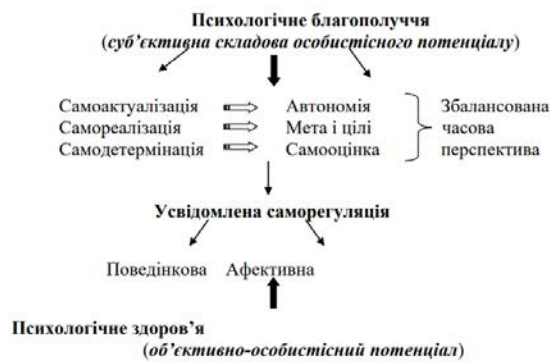 Психологічне благополуччя
(суб’єктивна складова особистісного потенціалу)
Самоактуалізація Автономія Збалансована
Самореалізація Мета і цілі часова
Самодетермінація Самооцінка перспектива
Усвідомлена саморегуляція
Поведінкова Афективна
Психологічне здоров’я
(об’єктивно-особистісний потенціал)